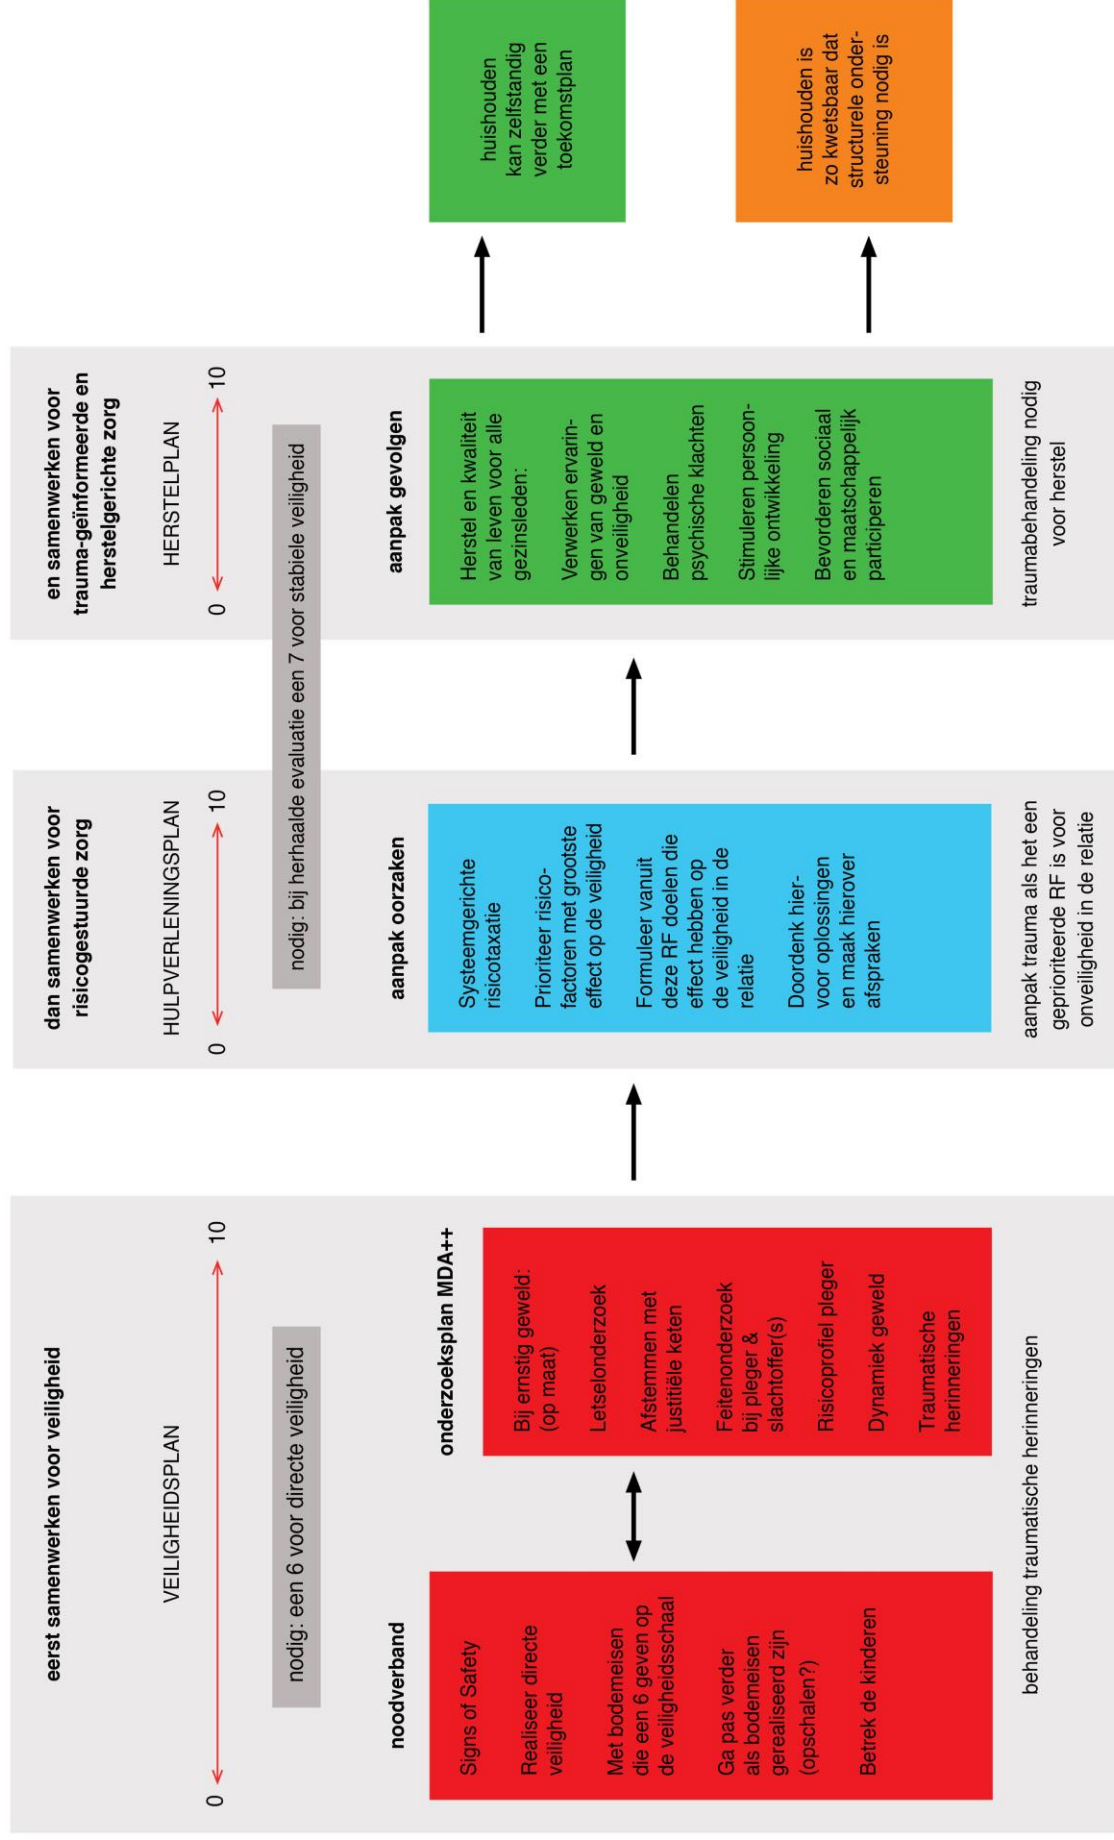 eerst samenwerken voor veiligheid
VEILIGHEIDSPLAN
0
10
nodig: een 6 voor directe veiligheid
noodverband
Signs of Safety
Realiseer directe
veiligheid
Met bodemeisen
die een 6 geven op
de veiligheidsschaal
Ga pas verder
als bodemeisen
gerealiseerd zijn
(opschalen?)
Betrek de kinderen
onderzoeksplan MDA++
Bij ernstig geweld:
(op maat)
Letselonderzoek
Afstemmen met
justitiële keten
Feitenonderzoek
bij pleger &
slachtoffer(s)
Risicoprofiel pleger
Dynamiek geweld
Traumatische
herinneringen
behandeling traumatische herinneringen
dan samenwerken voor
risicogestuurde zorg
HULPVERLENINGSPLAN
0
10
nodig: bij herhaalde evaluatie een 7 voor stabiele veiligheid
aanpak oorzaken
Systeemgerichte
risicotaxatie
Prioriteer risico-
factoren met grootste
effect op de veiligheid
Formuleer vanuit
deze RF doelen die
effect hebben op
de veiligheid in de
relatie
Doordenk hier-
voor oplossingen
en maak hierover
afspraken
aanpak trauma als het een
geprioriteerde RF is voor
onveiligheid in de relatie
en samenwerken voor
trauma-geïnformeerde en
herstelgerichte zorg
HERSTELPLAN
0
10
aanpak gevolgen
Herstel en kwaliteit
van leven voor alle
gezinsleden:
Verwerken ervarin-
gen van geweld en
onveiligheid
Behandelen
psychische klachten
Stimuleren persoon-
lijke ontwikkeling
Bevorderen sociaal
en maatschappelijk
participeren
traumabehandeling nodig
voor herstel
huishouden
kan zelfstandig
verder met een
toekomstplan
huishouden is
zo kwetsbaar dat
structurele onder-
steuning nodig is